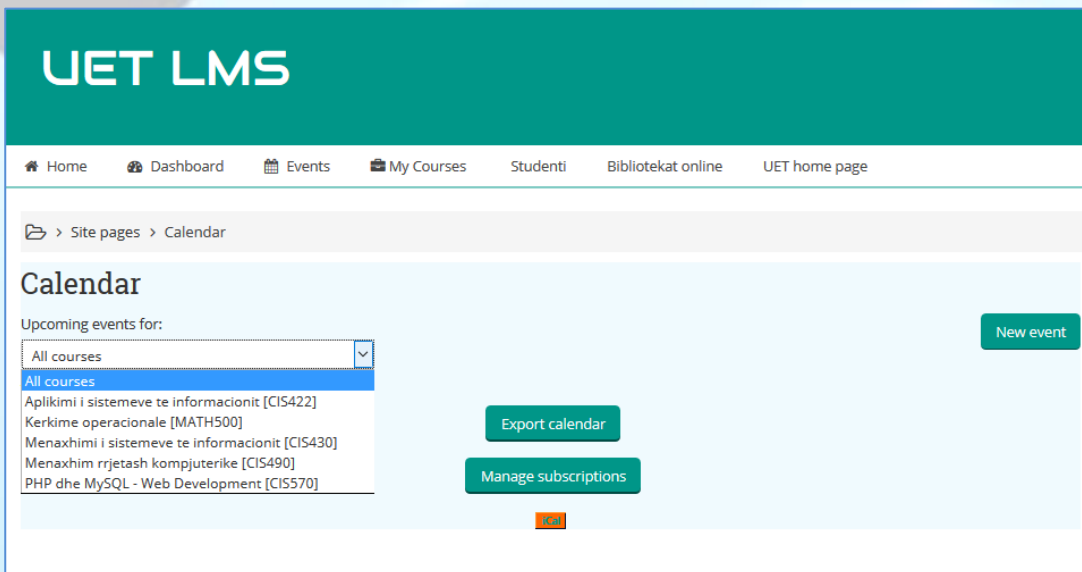 UET LMS
Home Dashboard Events My Courses Studenti Bibliotekat online UET home page
> Site pages > Calendar
Calendar
Upcoming events for:
New event
All courses
All courses
Aplikimi i sistemeve te informacionit [CIS422]
Kerkime operacionale [MATH500]
Export calendar
Menaxhimi i sistemeve te informacionit [CIS430]
Menaxhim rrjetash kompjuterike [CIS490]
Manage subscriptions
PHP dhe MySQL - Web Development [CIS570]
iCal